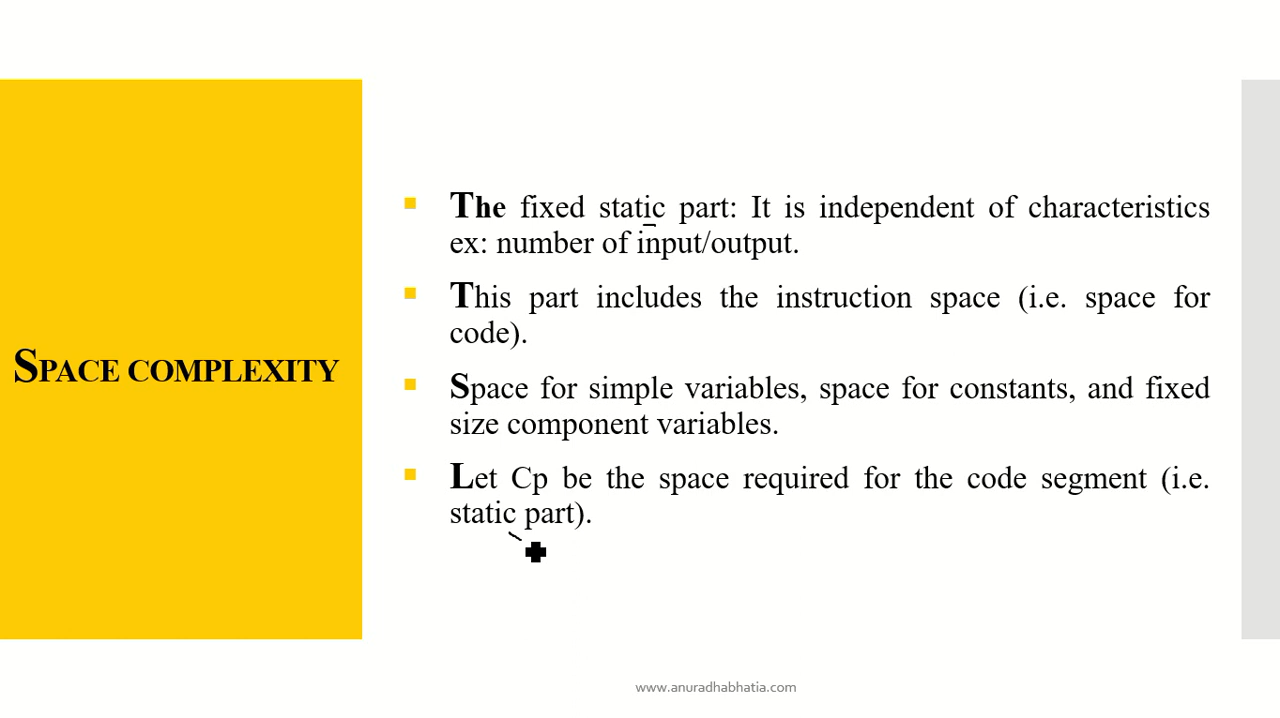 SPACE COMPLEXITY
The fixed static part: It is independent of characteristics
ex: number of input/output.
This part includes the instruction space (i.e. space for
code).
Space for simple variables, space for constants, and fixed
size component variables.
Let Cp be the space required for the code segment (i.e.
static part).
www.anuradhabhatia.com